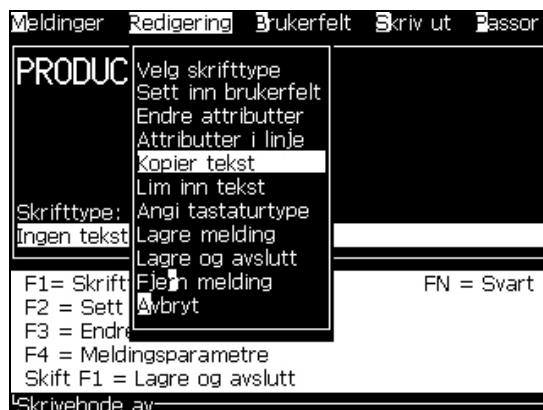 Meldinger Redigering Brukerfelt Skriv ut Passor
PRODUC
Velg skrifttype
Sett inn brukerfelt
Endre attributter
Attributter i linje
Kopier tekst
Lim inn tekst
Skrifttype: Angi tastaturtype
Ingen tekst Lagre melding
Lagre og avslutt
F1= Skrift Fjern melding FN = Svart
F2 = Sett Avbryt
F3 = Endre
F4 = Meldingsparametre
Skift F1 = Lagre og avslutt
Skrivehode av